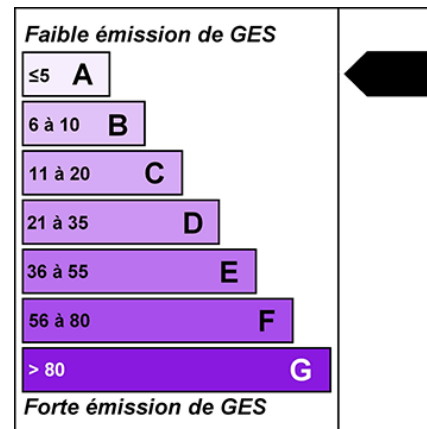 Faible émission de GES
≤5 A
6 à 10 B
11 à 20 C
21 à 35 D
36 à 55 E
56 à 80 F
> 80 G
Forte émission de GES